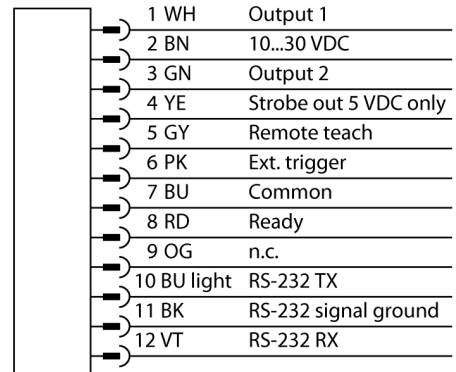 1 WH Output 1
2 BN 10...30 VDC
3 GN Output 2
4 YE Strobe out 5 VDC only
5 GY Remote teach
6 PK Ext. trigger
7 BU Common
8 RD Ready
9 OG n.c.
10 BU light RS-232 TX
11 BK RS-232 signal ground
12 VT RS-232 RX